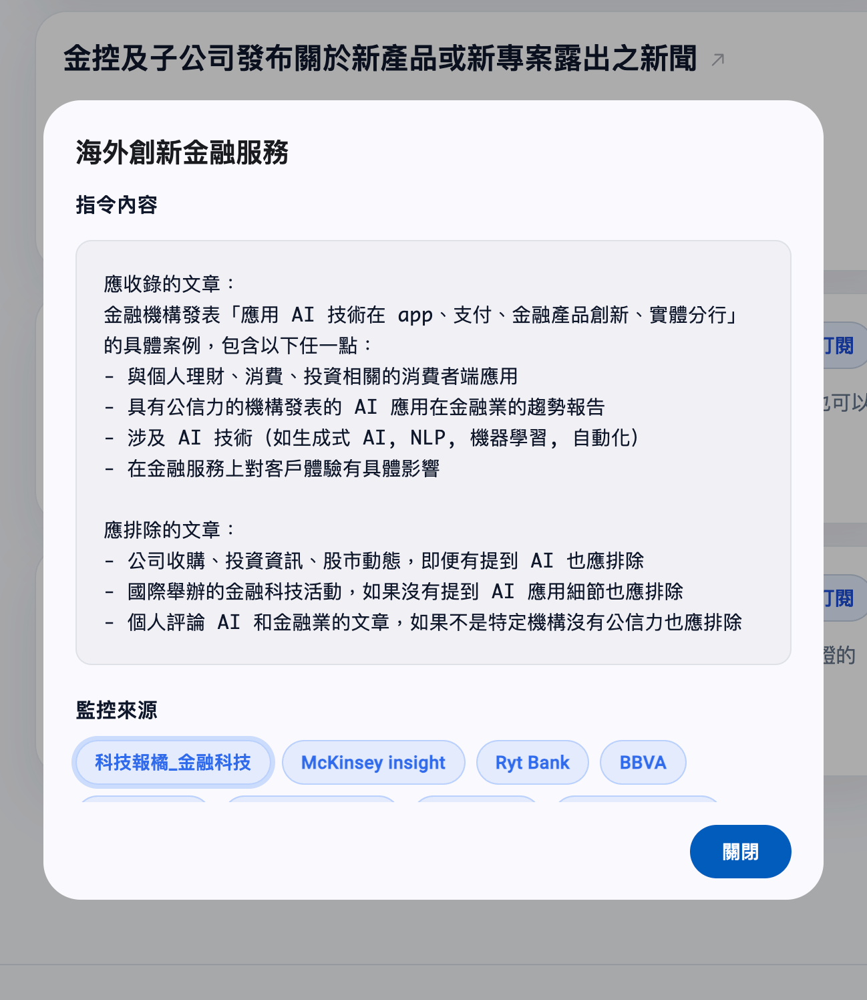 金控及子公司發布關於新產品或新專案露出之新聞
海外創新金融服務
指令內容
應收錄的文章：
金融機構發表「應用 AI 技術在 app、支付、金融產品創新、實體分行」
的具體案例，包含以下任一點：
- 與個人理財、消費、投資相關的消費者端應用
- 具有公信力的機構發表的 AI 應用在金融業的趨勢報告
- 涉及 AI 技術（如生成式 AI, NLP, 機器學習, 自動化）
- 在金融服務上對客戶體驗有具體影響
應排除的文章：
- 公司收購、投資資訊、股市動態，即便有提到 AI 也應排除
- 國際舉辦的金融科技活動，如果沒有提到 AI 應用細節也應排除
- 個人評論 AI 和金融業的文章，如果不是特定機構沒有公信力也應排除
監控來源
科技報橘_金融科技 McKinsey insight Ryt Bank BBVA
關閉
訂閱
也可以
訂閱
證的